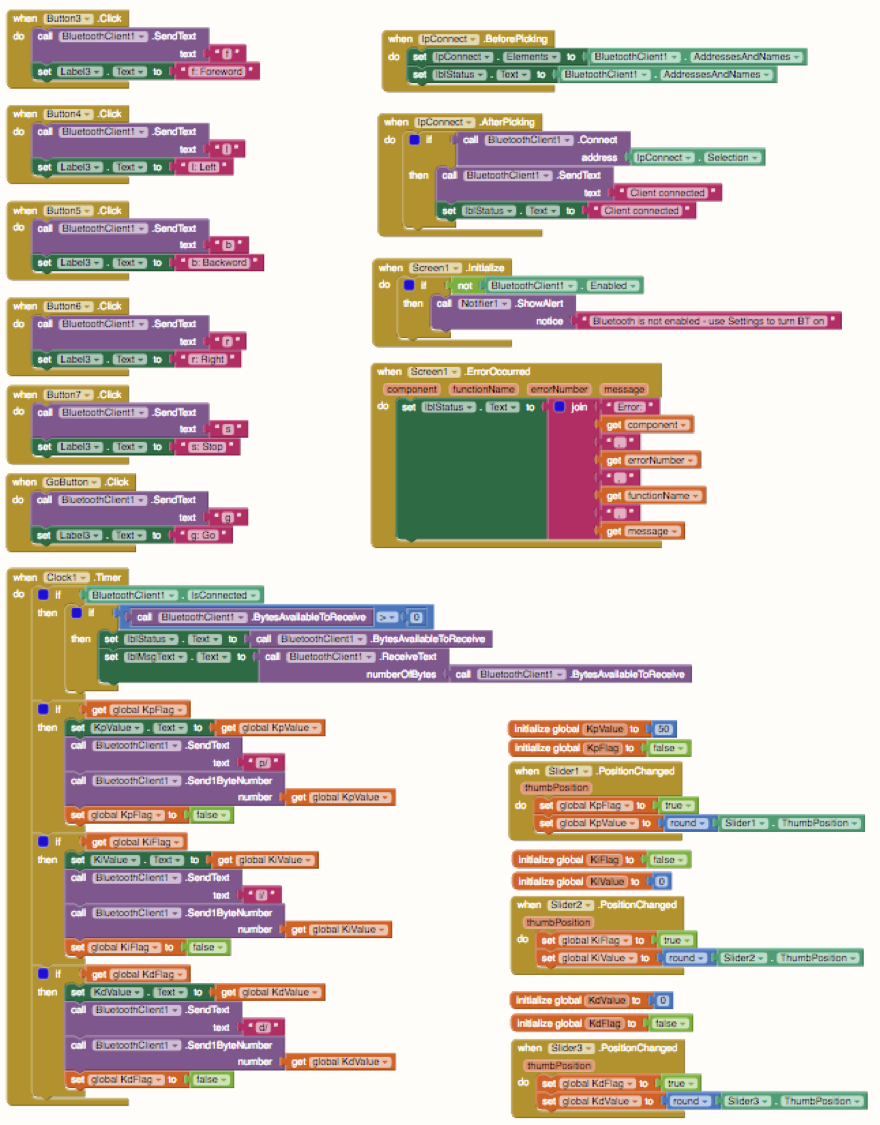 when Button3 .Click
do call BluetoothClient1 .SendText
text " f "
set Label3 . Text to " f: Foreword "
when Button4 .Click
do call BluetoothClient1 .SendText
text " l "
set Label3 . Text to " l: Left "
when Button5 .Click
do call BluetoothClient1 .SendText
text " b "
set Label3 . Text to " b: Backword "
when Button6 .Click
do call BluetoothClient1 .SendText
text " r "
set Label3 . Text to " r: Right "
when Button7 .Click
do call BluetoothClient1 .SendText
text " s "
set Label3 . Text to " s: Stop "
when GoButton .Click
do call BluetoothClient1 .SendText
text " g "
set Label3 . Text to " g: Go "
when IpConnect .BeforePicking
do set IpConnect . Elements to BluetoothClient1 . AddressesAndNames
set lblStatus . Text to BluetoothClient1 . AddressesAndNames
when IpConnect .AfterPicking
do if call BluetoothClient1 .Connect
address IpConnect . Selection
then call BluetoothClient1 .SendText
text " Client connected "
set lblStatus . Text to " Client connected "
when Screen1 .Initialize
do if not BluetoothClient1 . Enabled
then call Notifier1 .ShowAlert
notice " Bluetooth is not enabled - use Settings to turn BT on "
when Screen1 .ErrorOccurred
component functionName errorNumber message
do set lblStatus . Text to join " Error: "
get component
" , "
get errorNumber
" , "
get functionName
" , "
get message
when Clock1 .Timer
do if BluetoothClient1 . IsConnected
then if call BluetoothClient1 .BytesAvailableToReceive > 0
then set lblStatus . Text to call BluetoothClient1 .BytesAvailableToReceive
set lblMsgText . Text to call BluetoothClient1 .ReceiveText
numberOfBytes call BluetoothClient1 .BytesAvailableToReceive
if get global KpFlag
then set KpValue . Text to get global KpValue
call BluetoothClient1 .SendText
text " p/ "
call BluetoothClient1 .Send1ByteNumber
number get global KpValue
set global KpFlag to false
if get global KiFlag
then set KiValue . Text to get global KiValue
call BluetoothClient1 .SendText
text " i/ "
call BluetoothClient1 .Send1ByteNumber
number get global KiValue
set global KiFlag to false
if get global KdFlag
then set KdValue . Text to get global KdValue
call BluetoothClient1 .SendText
text " d/ "
call BluetoothClient1 .Send1ByteNumber
number get global KdValue
set global KdFlag to false
initialize global KpValue to 50
initialize global KpFlag to false
when Slider1 .PositionChanged
thumbPosition
do set global KpFlag to true
set global KpValue to round Slider1 . ThumbPosition
initialize global KiFlag to false
initialize global KiValue to 0
when Slider2 .PositionChanged
thumbPosition
do set global KiFlag to true
set global KiValue to round Slider2 . ThumbPosition
initialize global KdValue to 0
initialize global KdFlag to false
when Slider3 .PositionChanged
thumbPosition
do set global KdFlag to true
set global KdValue to round Slider3 . ThumbPosition